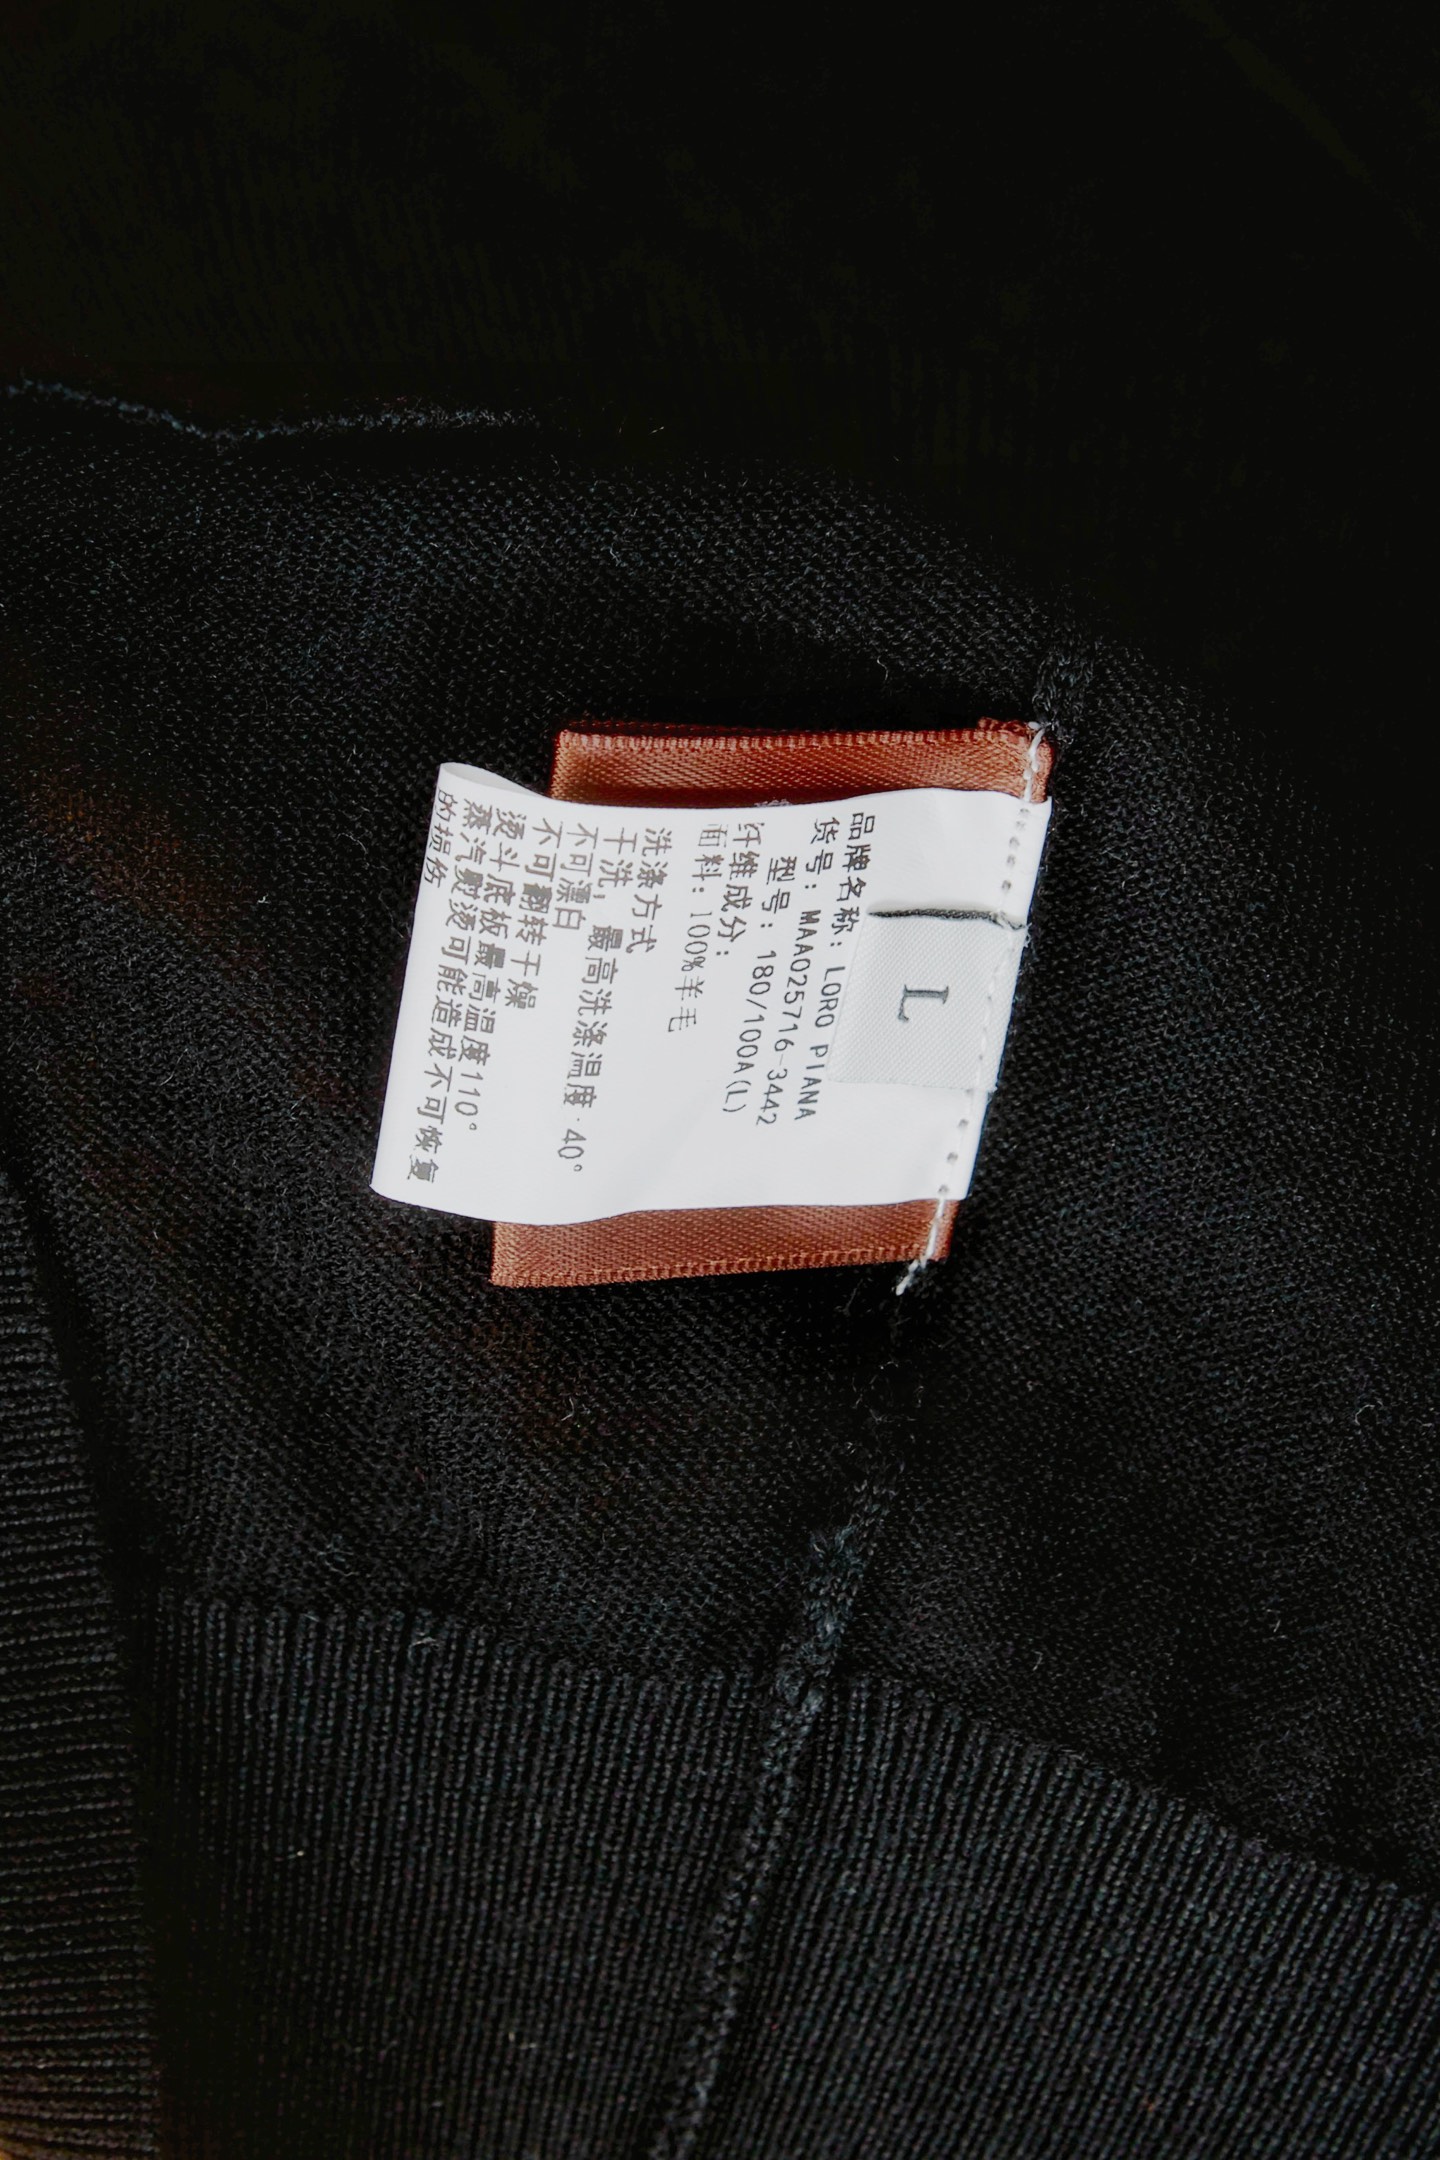 L
品牌名称：LORO PIANA
货号：MAA025716-3442
型号：180/100A(L)
纤维成分：
面料：100%羊毛
洗涤方式
干洗，最高洗涤温度·40°
不可漂白
不可翻转干燥
烫斗底板最高温度110°
蒸汽熨烫可能造成不可恢复
的损伤